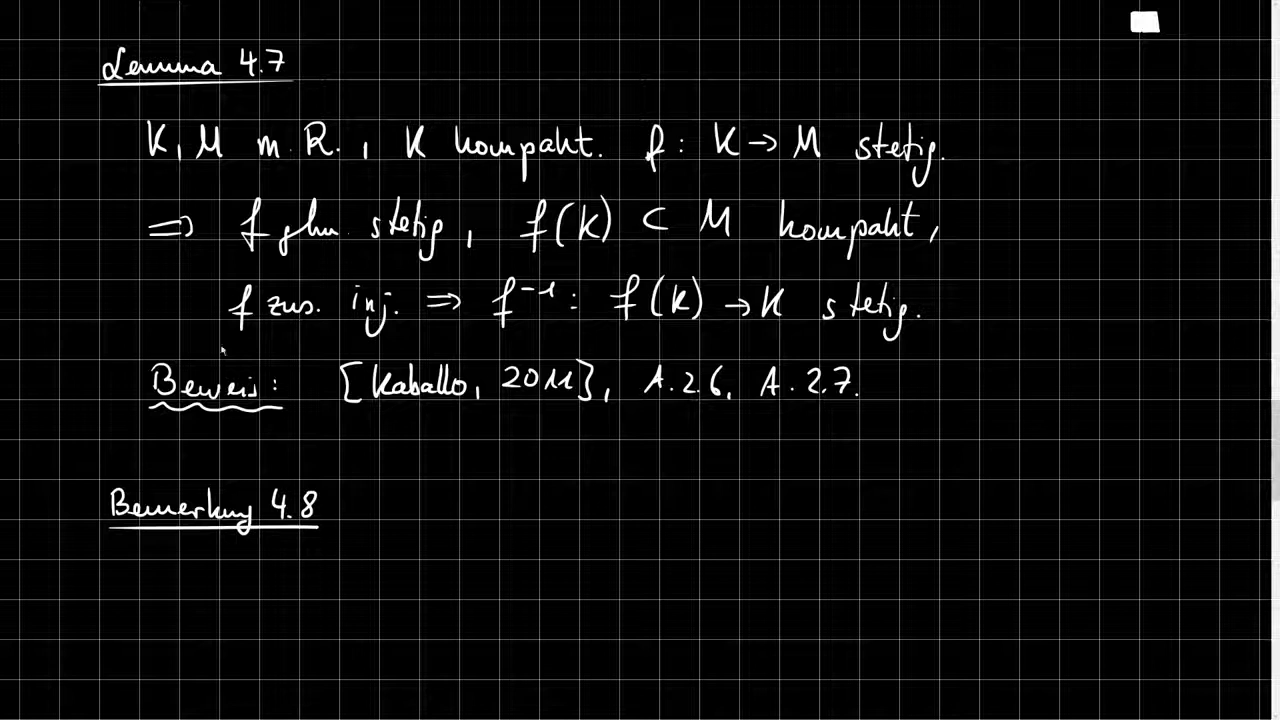 Lemma 4.7
K, M m.R., K kompakt. f: K → M stetig.
⇒ f glm stetig, f(K) ⊂ M kompakt,
f zus. inj. ⇒ f⁻¹: f(K) → K stetig.
Beweis: [Kaballo, 2011], A.2.6, A.2.7.
Bemerkung 4.8